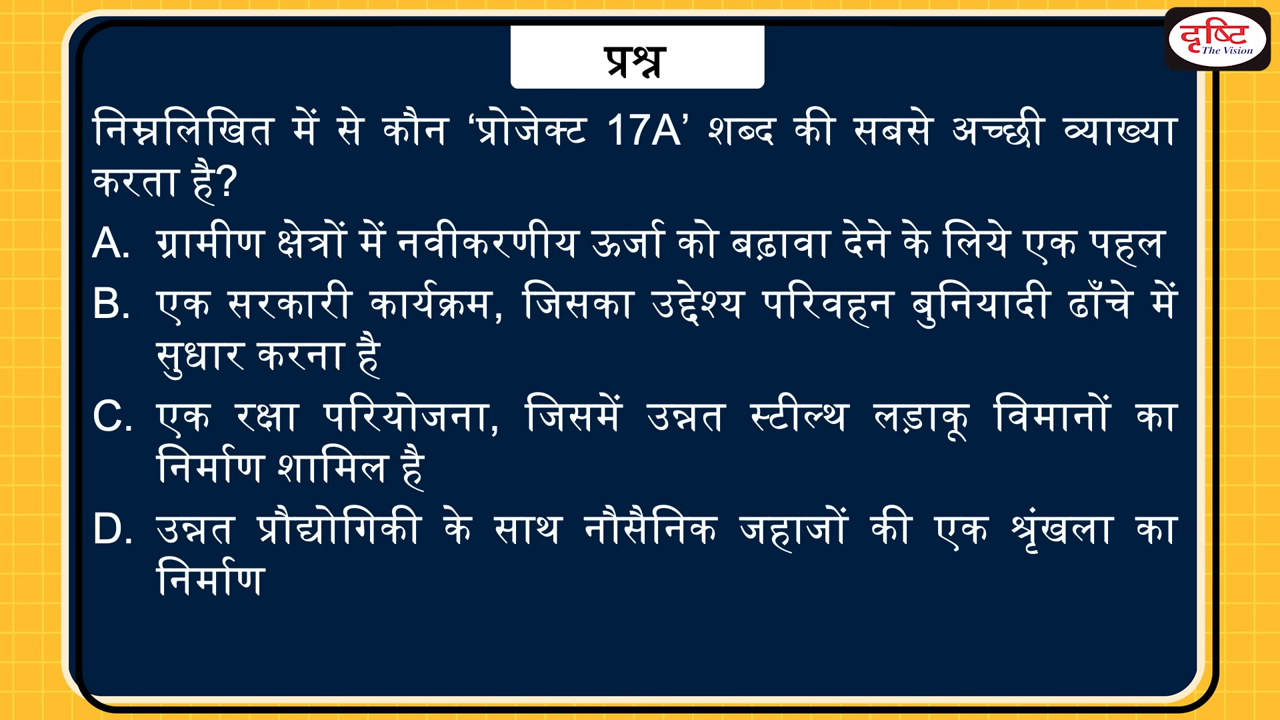 दृष्टि
The Vision
प्रश्न
निम्नलिखित में से कौन ‘प्रोजेक्ट 17A’ शब्द की सबसे अच्छी व्याख्या
करता है?
A. ग्रामीण क्षेत्रों में नवीकरणीय ऊर्जा को बढ़ावा देने के लिये एक पहल
B. एक सरकारी कार्यक्रम, जिसका उद्देश्य परिवहन बुनियादी ढाँचे में
सुधार करना है
C. एक रक्षा परियोजना, जिसमें उन्नत स्टील्थ लड़ाकू विमानों का
निर्माण शामिल है
D. उन्नत प्रौद्योगिकी के साथ नौसैनिक जहाजों की एक श्रृंखला का
निर्माण